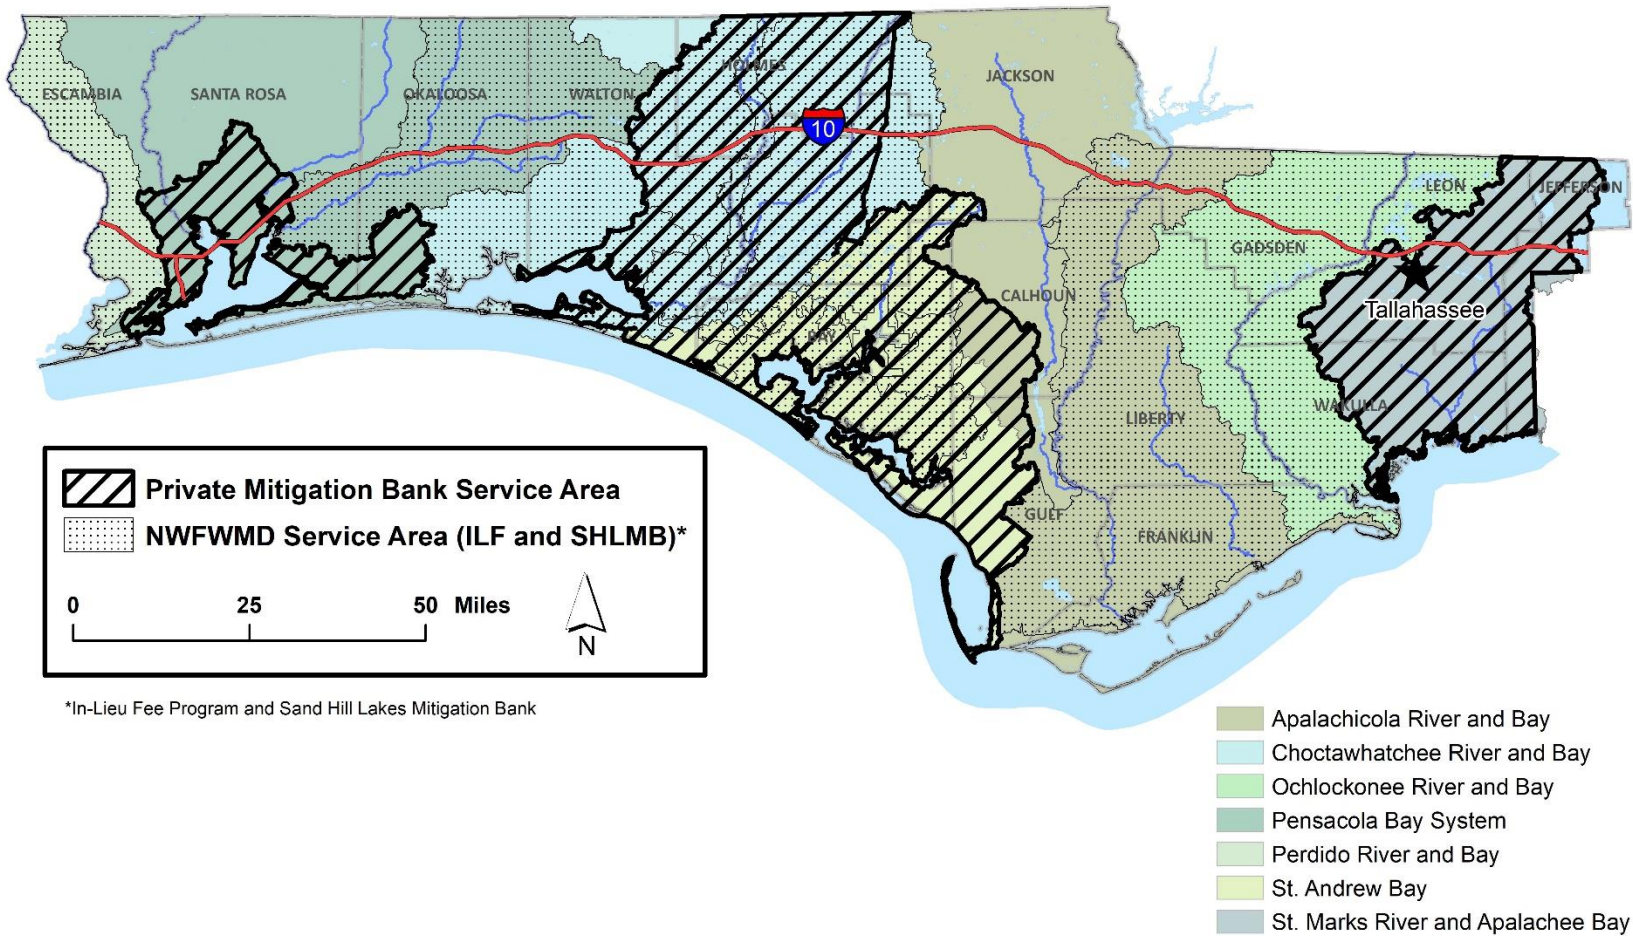 ESCAMBIA
SANTA ROSA
OKALOOSA
WALTON
HOLMES
10
JACKSON
LEON
JEFFERSON
GADSDEN
Tallahassee
CALHOUN
BAY
LIBERTY
WAKULLA
GULF
FRANKLIN
Private Mitigation Bank Service Area
NWFWMD Service Area (ILF and SHLMB)*
0 25 50 Miles
N
*In-Lieu Fee Program and Sand Hill Lakes Mitigation Bank
Apalachicola River and Bay
Choctawhatchee River and Bay
Ochlockonee River and Bay
Pensacola Bay System
Perdido River and Bay
St. Andrew Bay
St. Marks River and Apalachee Bay